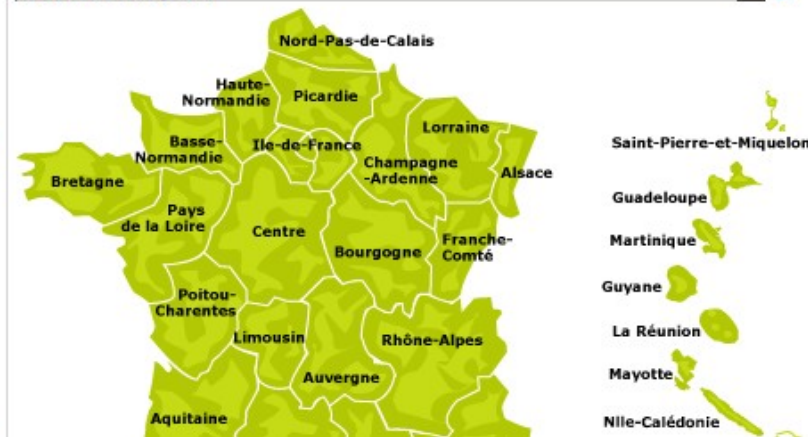 Nord-Pas-de-Calais
Haute-
Normandie
Picardie
Basse-
Normandie
Ile-de-France
Lorraine
Champagne
-Ardenne
Alsace
Bretagne
Pays
de la Loire
Centre
Bourgogne
Franche-
Comté
Poitou-
Charentes
Limousin
Auvergne
Rhône-Alpes
Aquitaine
Saint-Pierre-et-Miquelon
Guadeloupe
Martinique
Guyane
La Réunion
Mayotte
Nlle-Calédonie